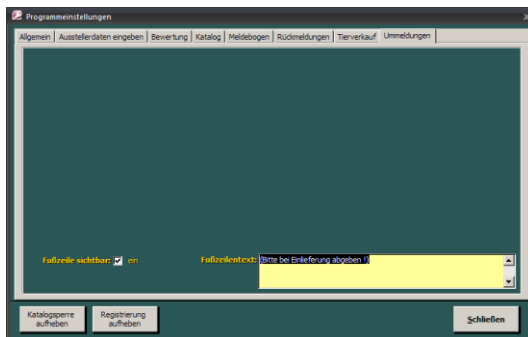 Programmeinstellungen
Allgemein Ausstellerdaten eingeben Bewertung Katalog Meldebogen Rückmeldungen Tierverkauf Ummeldungen
Fußzeile sichtbar: ein Fußzeilentext: (Bitte bei Einlieferung abgeben !)
Katalogsperre aufheben
Registrierung aufheben
Schließen